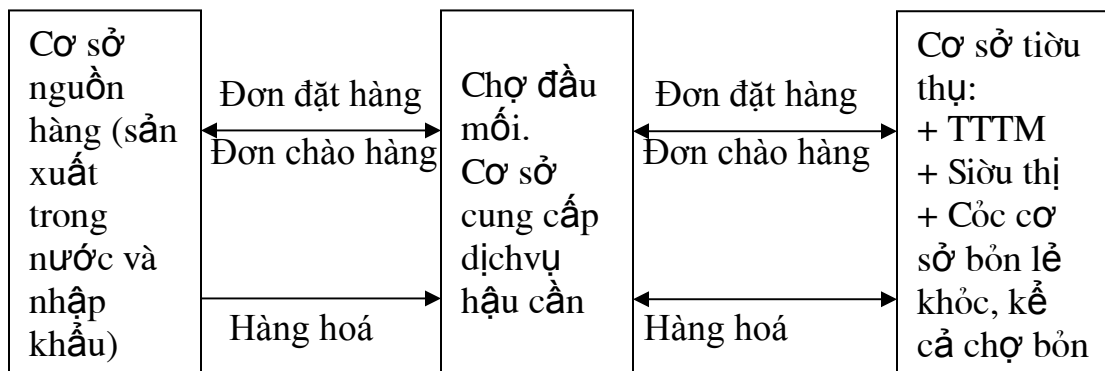 Cơ sở
nguồn
hàng (sản
xuất
trong
nước và
nhập
khẩu)
Đơn đặt hàng
Đơn chào hàng
Hàng hoá
Chợ đầu
mối.
Cơ sở
cung cấp
dịchvụ
hậu cần
Đơn đặt hàng
Đơn chào hàng
Hàng hoá
Cơ sở tiờu
thụ:
+ TTTM
+ Siờu thị
+ Cỏc cơ
sở bỏn lẻ
khỏc, kể
cả chợ bỏn